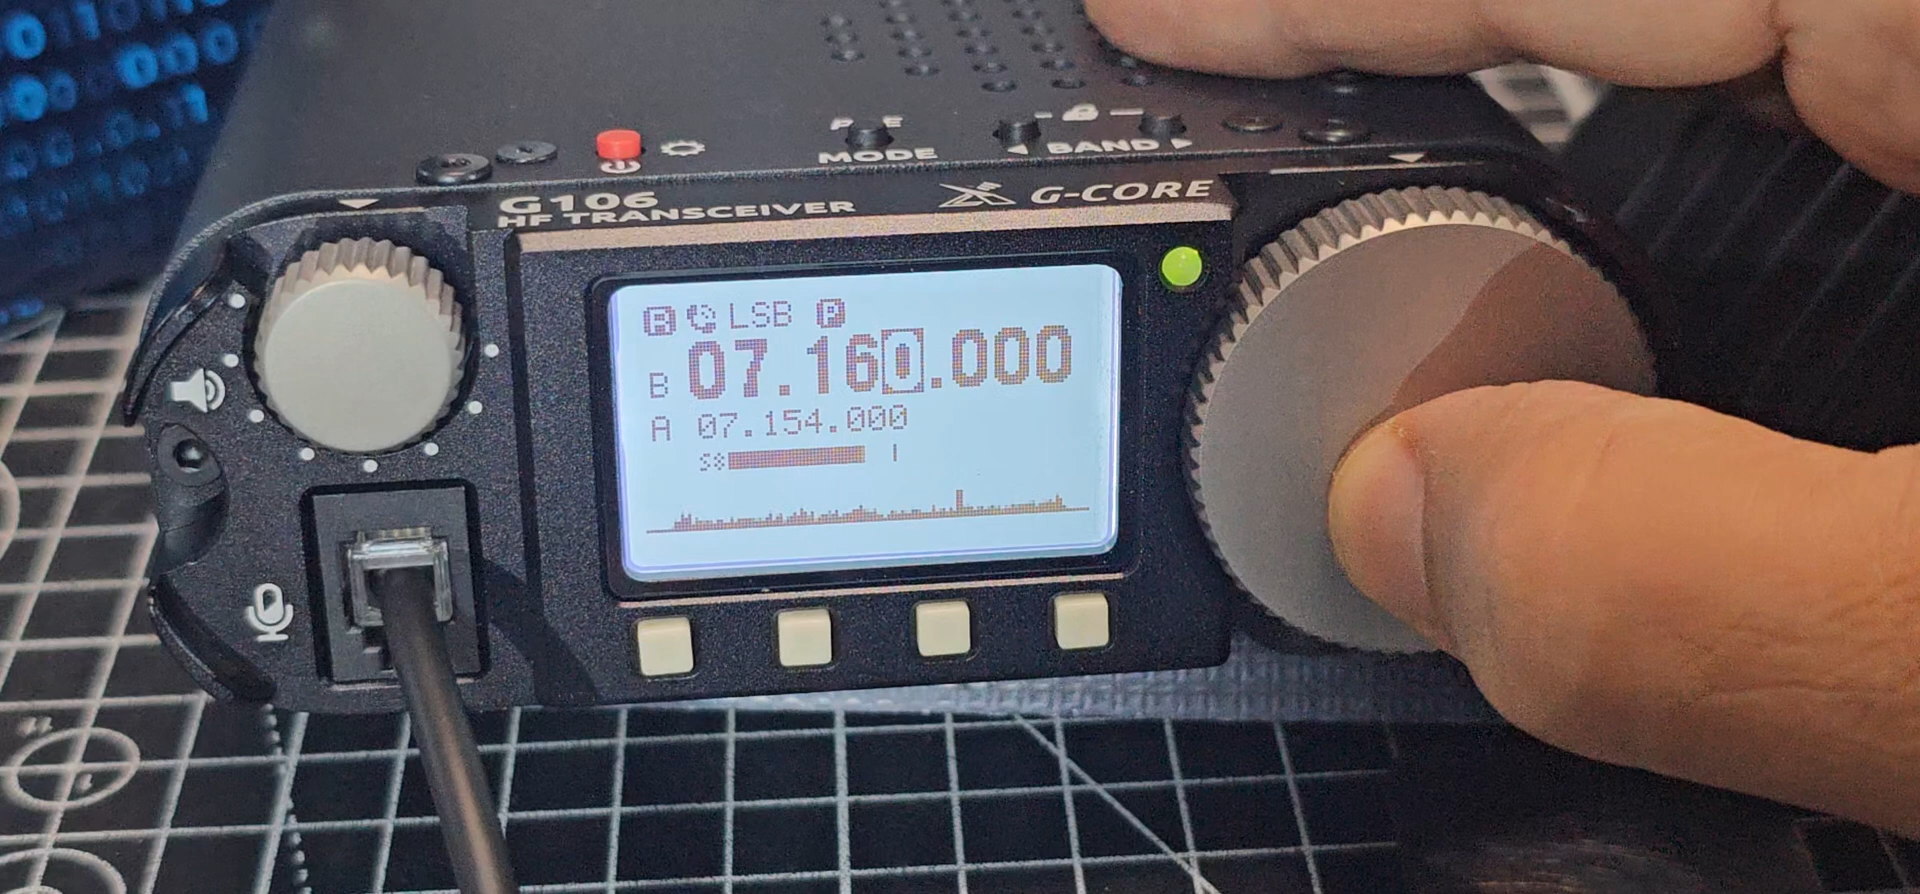 MODE
BAND
G106
HF TRANSCEIVER
G-CORE
R LSB P
B 07.160.000
A 07.154.000
S8